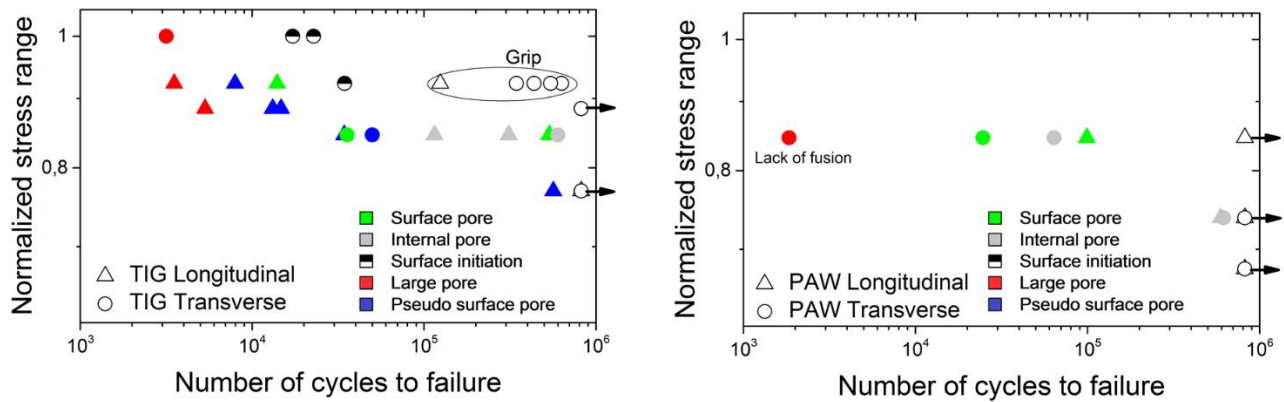 Normalized stress range
1
0,8
Grip
Surface pore
Internal pore
Surface initiation
Large pore
Pseudo surface pore
TIG Longitudinal
TIG Transverse
10³
10⁴
10⁵
10⁶
Number of cycles to failure
Normalized stress range
1
0,8
Lack of fusion
Surface pore
Internal pore
Surface initiation
Large pore
Pseudo surface pore
PAW Longitudinal
PAW Transverse
10³
10⁴
10⁵
10⁶
Number of cycles to failure